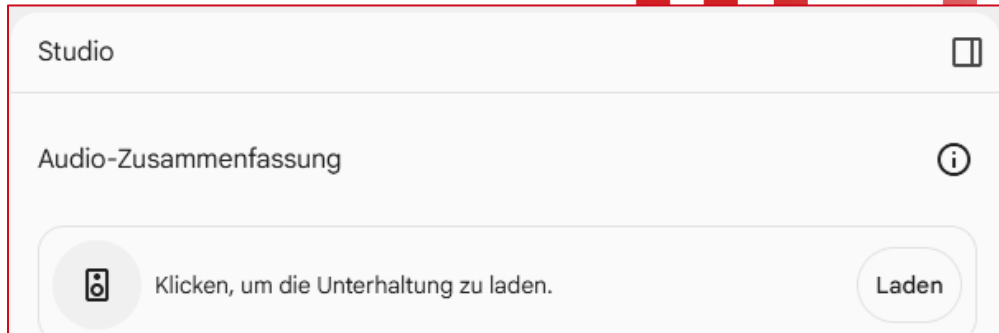 Studio
Audio-Zusammenfassung
Klicken, um die Unterhaltung zu laden.
Laden